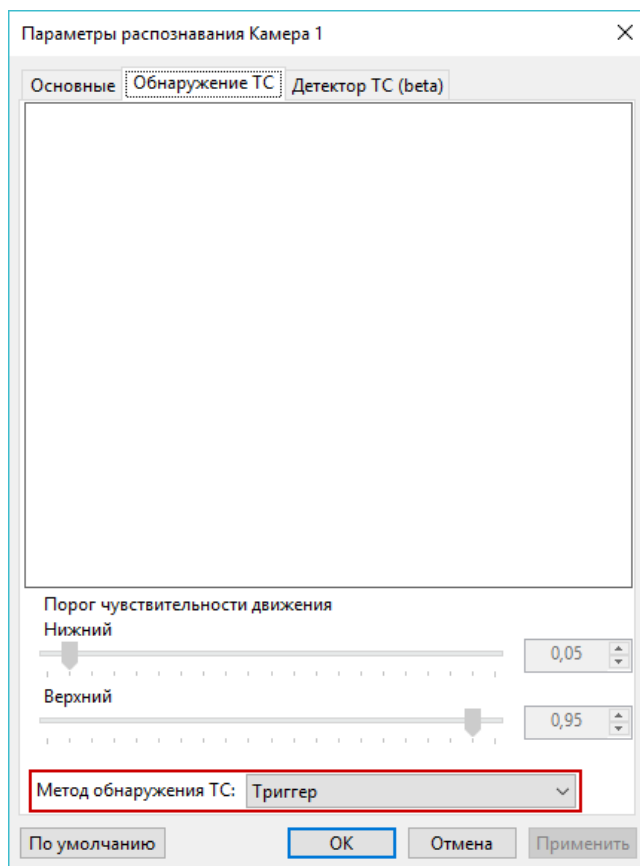 Параметры распознавания Камера 1
Основные Обнаружение ТС Детектор ТС (beta)
Порог чувствительности движения
Нижний
0,05
Верхний
0,95
Метод обнаружения ТС: Триггер
По умолчанию ОК Отмена Применить